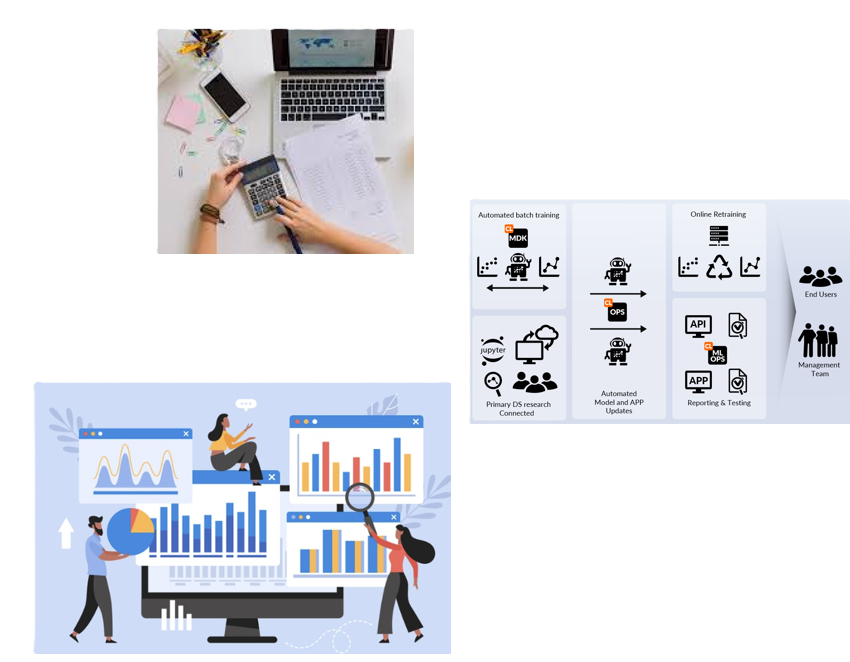 Automated batch training
CL
MDK
jupyter
Primary DS research
Connected
CL
OPS
Automated
Model and APP
Updates
Online Retraining
API
CL
ML
OPS
APP
Reporting & Testing
End Users
Management
Team